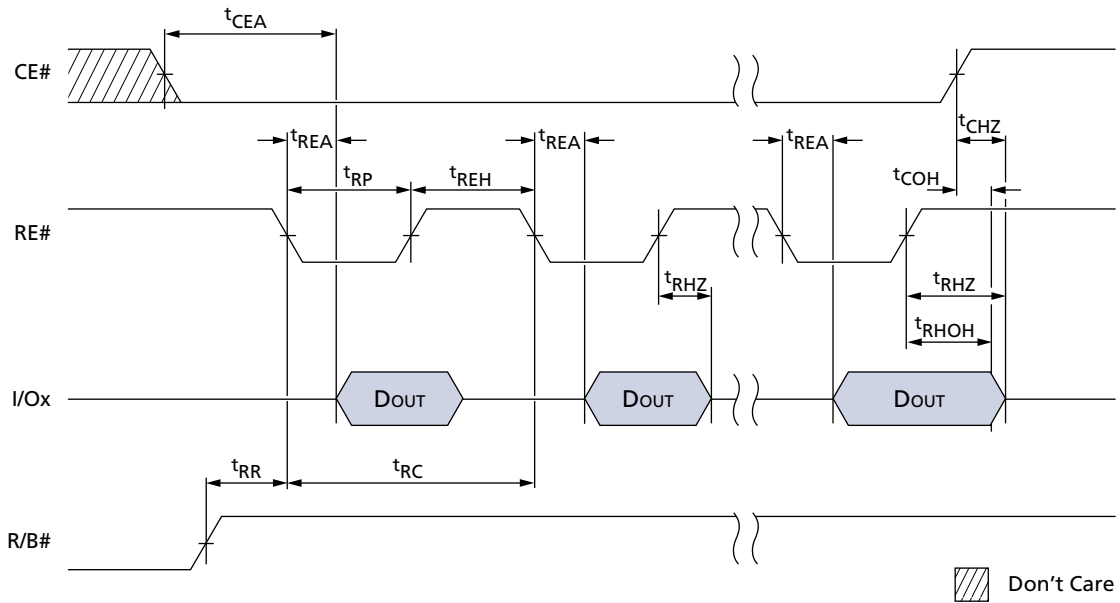 tCEA
CE#
tREA
tREA
tREA
tCHZ
tRP
tREH
tCOH
RE#
tRHZ
tRHZ
tRHOH
I/Ox
DOUT
DOUT
DOUT
tRR
tRC
R/B#
Don't Care